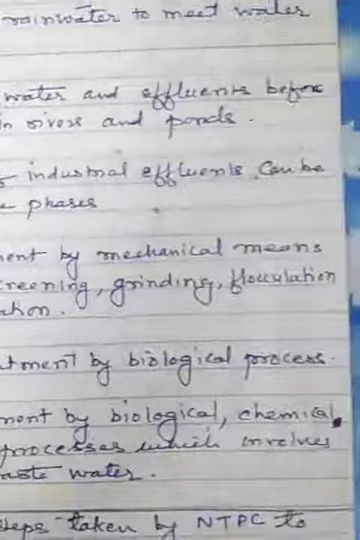 rainwater to meet water
water and effluents before
in rivers and ponds.
industrial effluents can be
phases
ment by mechanical means
creening, grinding, flocculation
ation.
atment by biological process.
ment by biological, chemical
processes which involves
aste water.
steps taken by NTPC to